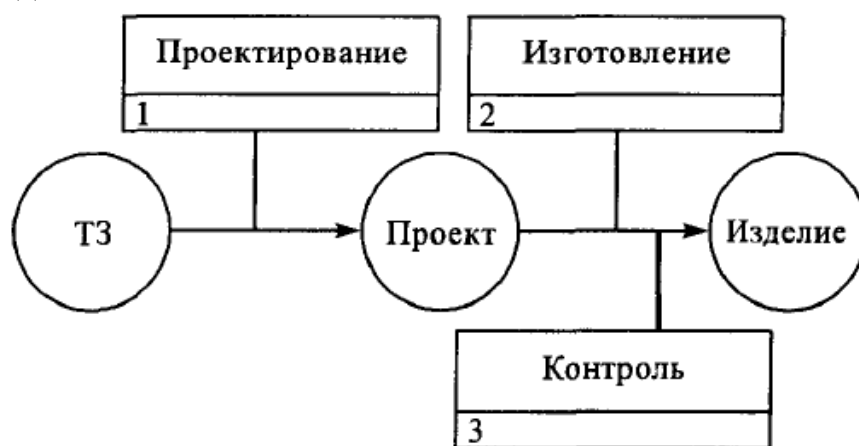 Проектирование
1
Изготовление
2
ТЗ
Проект
Изделие
Контроль
3